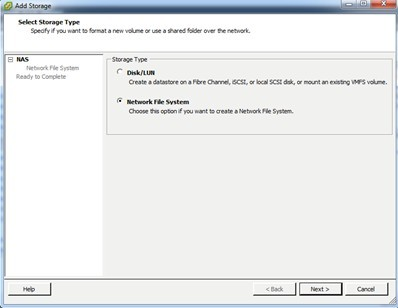 Add Storage
Select Storage Type
Specify if you want to format a new volume or use a shared folder over the network.
NAS
Network File System
Ready to Complete
Storage Type
Disk/LUN
Create a datastore on a Fibre Channel, iSCSI, or local SCSI disk, or mount an existing VMFS volume.
Network File System
Choose this option if you want to create a Network File System.
Help
< Back
Next >
Cancel